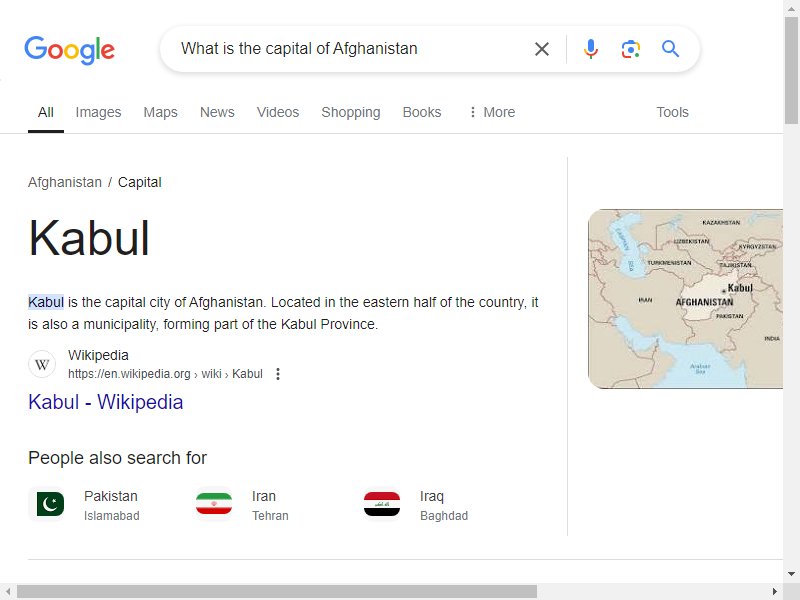 Google
What is the capital of Afghanistan
All Images Maps News Videos Shopping Books More Tools
Afghanistan / Capital
Kabul
Kabul is the capital city of Afghanistan. Located in the eastern half of the country, it
is also a municipality, forming part of the Kabul Province.
W
Wikipedia
https://en.wikipedia.org › wiki › Kabul
Kabul - Wikipedia
KAZAKHSTAN
CASPIAN SEA
UZBEKISTAN
KYRGYZSTAN
TURKMENISTAN
TAJIKISTAN
Kabul
IRAN
AFGHANISTAN
PAKISTAN
INDIA
Arabian
Sea
People also search for
Pakistan
Islamabad
Iran
Tehran
Iraq
Baghdad